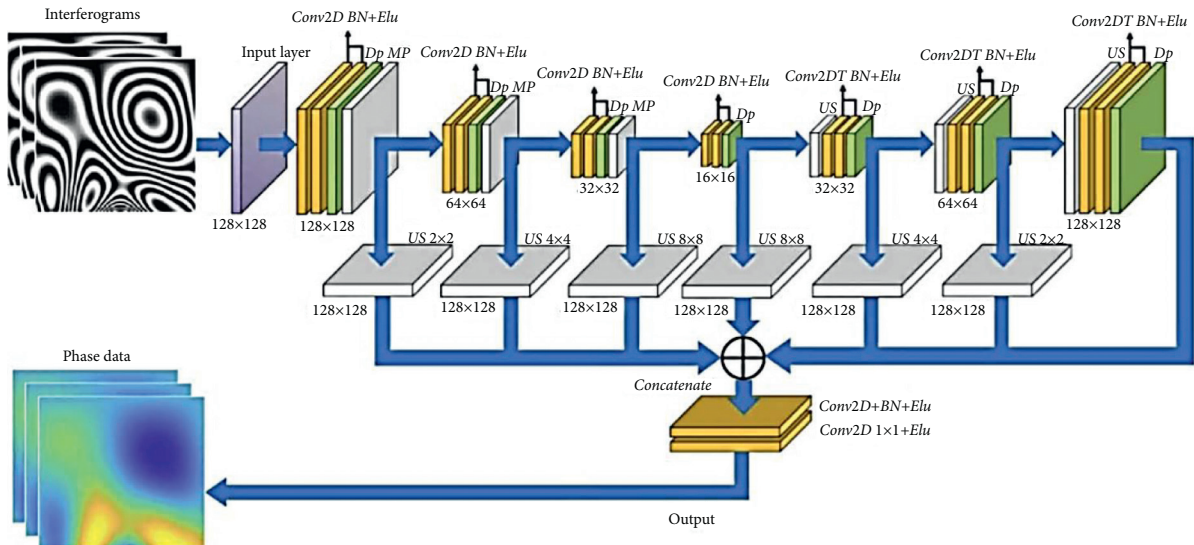 Interferograms
Input layer
Conv2D BN+Elu
Dp MP
Conv2D BN+Elu
Dp MP
Conv2D BN+Elu
Dp MP
Conv2D BN+Elu
Dp
Conv2DT BN+Elu
US
Dp
Conv2DT BN+Elu
US
Dp
Conv2DT BN+Elu
US
Dp
128×128
128×128
64×64
32×32
16×16
32×32
64×64
128×128
US 2×2
US 4×4
US 8×8
US 8×8
US 4×4
US 2×2
128×128
128×128
128×128
128×128
128×128
128×128
Phase data
Concatenate
Conv2D+BN+Elu
Conv2D 1×1+Elu
Output